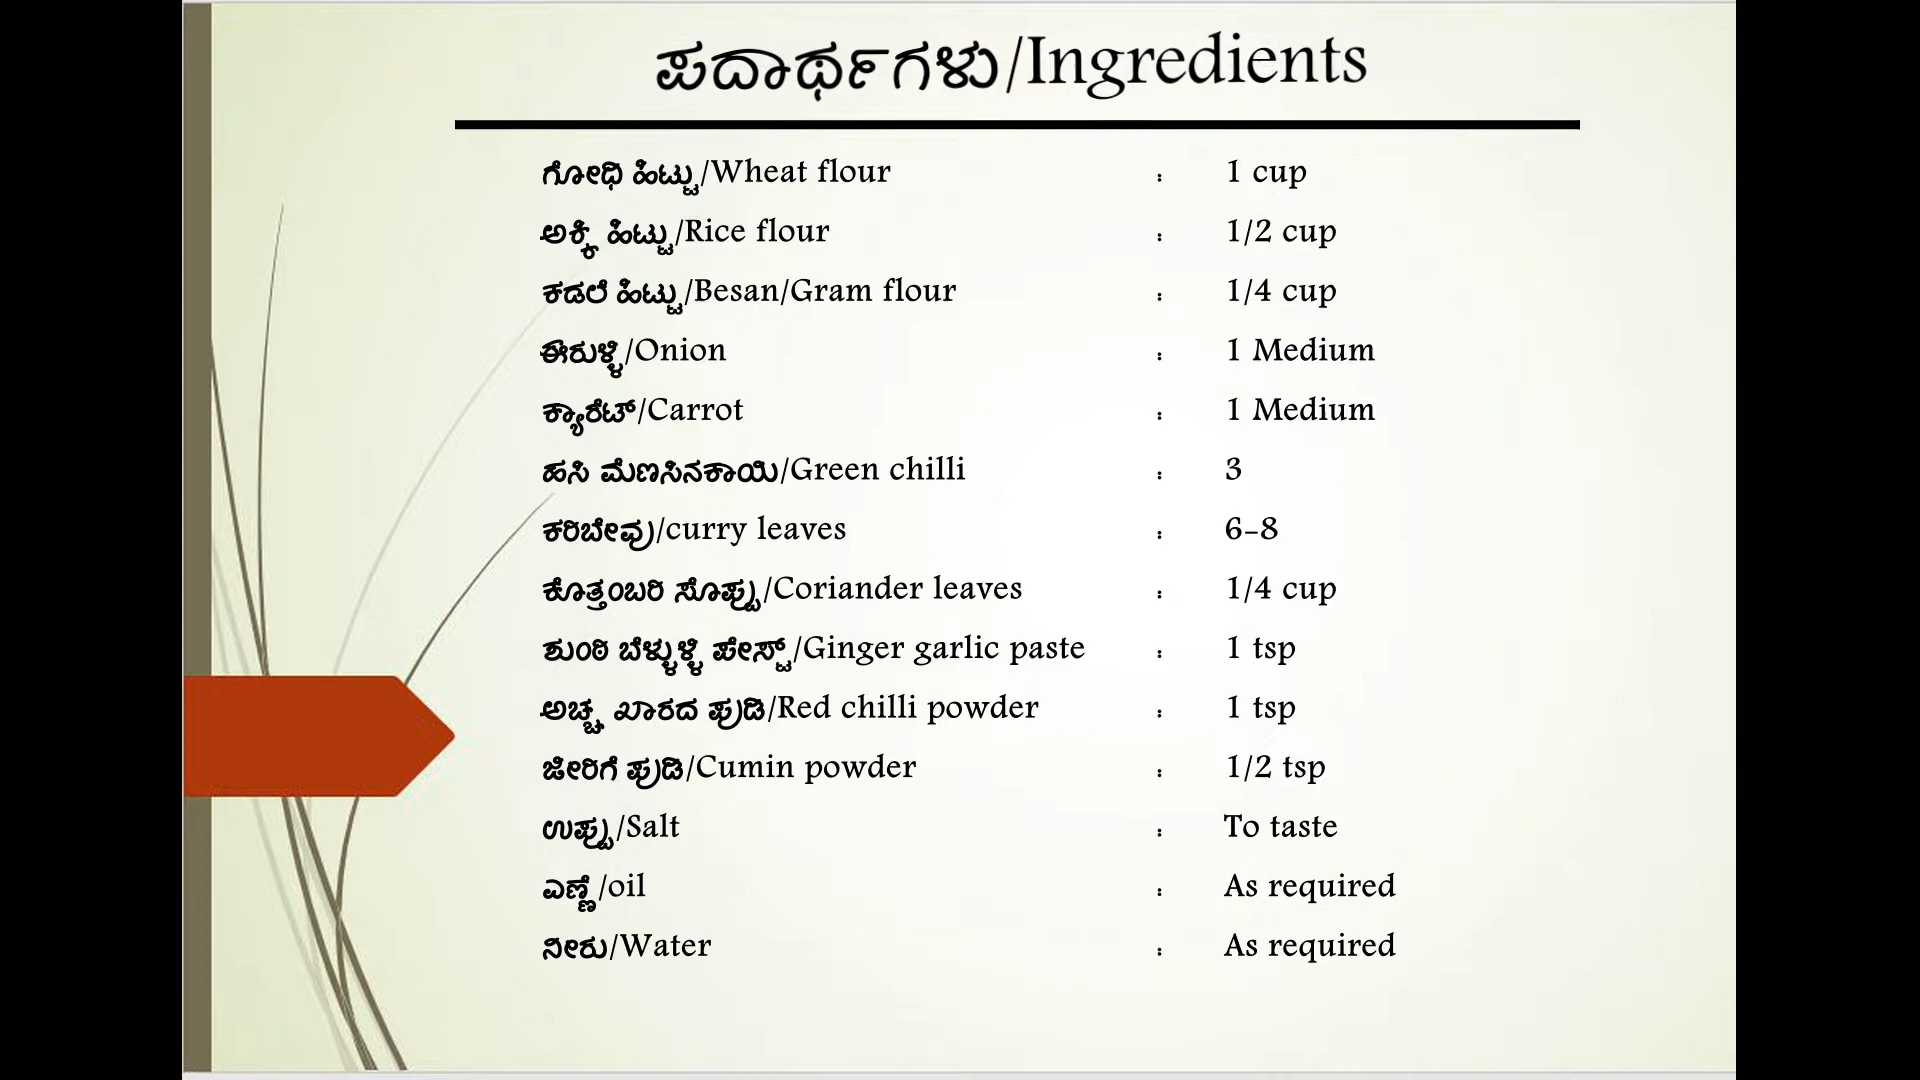 ಪದಾರ್ಥಗಳು/Ingredients
ಗೋಧಿ ಹಿಟ್ಟು/Wheat flour : 1 cup
ಅಕ್ಕಿ ಹಿಟ್ಟು/Rice flour : 1/2 cup
ಕಡಲೆ ಹಿಟ್ಟು/Besan/Gram flour : 1/4 cup
ಈರುಳ್ಳಿ/Onion : 1 Medium
ಕ್ಯಾರೆಟ್/Carrot : 1 Medium
ಹಸಿ ಮೆಣಸಿನಕಾಯಿ/Green chilli : 3
ಕರಿಬೇವು/curry leaves : 6-8
ಕೊತ್ತಂಬರಿ ಸೊಪ್ಪು/Coriander leaves : 1/4 cup
ಶುಂಠಿ ಬೆಳ್ಳುಳ್ಳಿ ಪೇಸ್ಟ್/Ginger garlic paste : 1 tsp
ಅಚ್ಚ ಖಾರದ ಪುಡಿ/Red chilli powder : 1 tsp
ಜೀರಿಗೆ ಪುಡಿ/Cumin powder : 1/2 tsp
ಉಪ್ಪು/Salt : To taste
ಎಣ್ಣೆ/oil : As required
ನೀರು/Water : As required